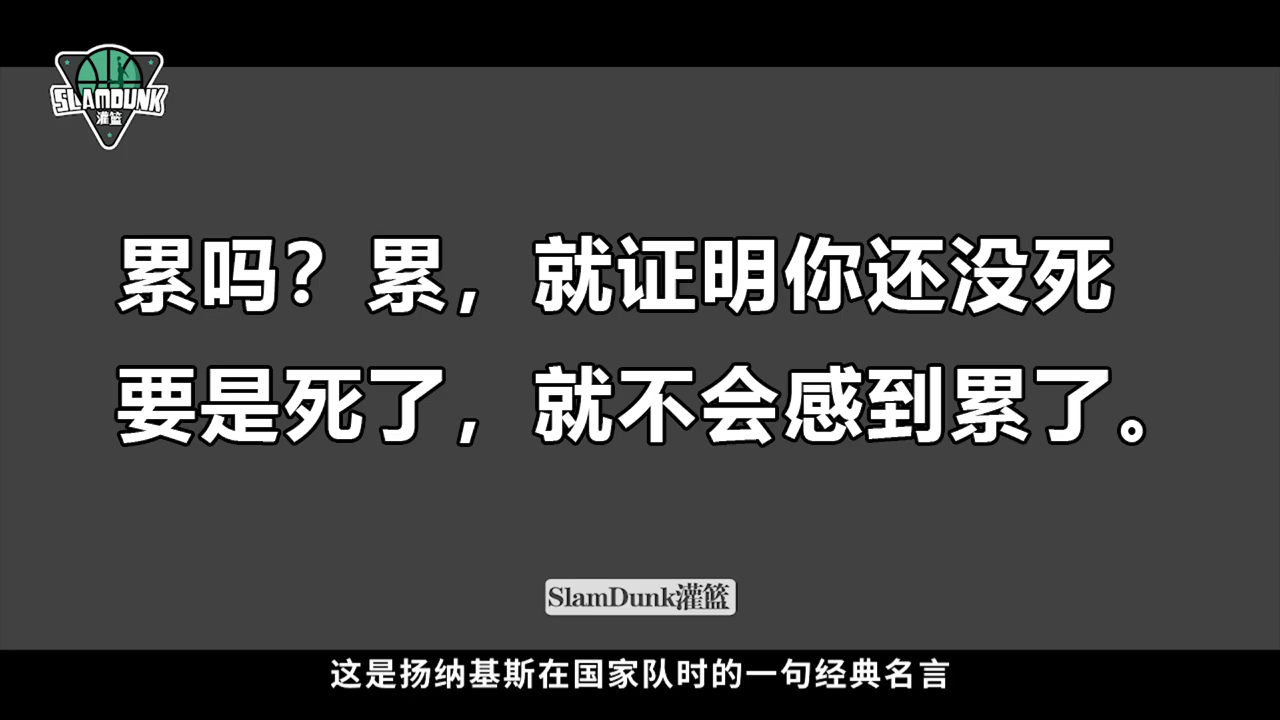 SLAMDUNK
灌篮
累吗？累，就证明你还没死
要是死了，就不会感到累了。
SlamDunk灌篮
这是扬纳基斯在国家队时的一句经典名言